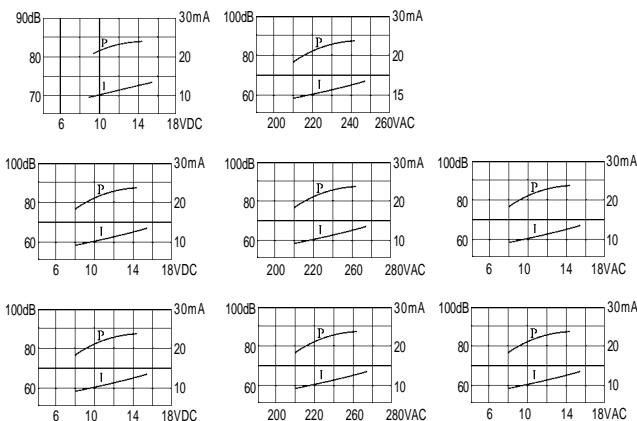 90dB 30mA 100dB 30mA
P P
80 20 80 20
I I
70 10 60 15
6 10 14 18VDC 200 220 240 260VAC
100dB 30mA 100dB 30mA 100dB 30mA
P P P
80 20 80 20 80 20
I I I
60 10 60 10 60 10
6 10 14 18VDC 200 220 260 280VAC 6 10 14 18VAC
100dB 30mA 100dB 30mA 100dB 30mA
P P P
80 20 80 20 80 20
I I I
60 10 60 10 60 10
6 10 14 18VDC 200 220 260 280VAC 6 10 14 18VAC